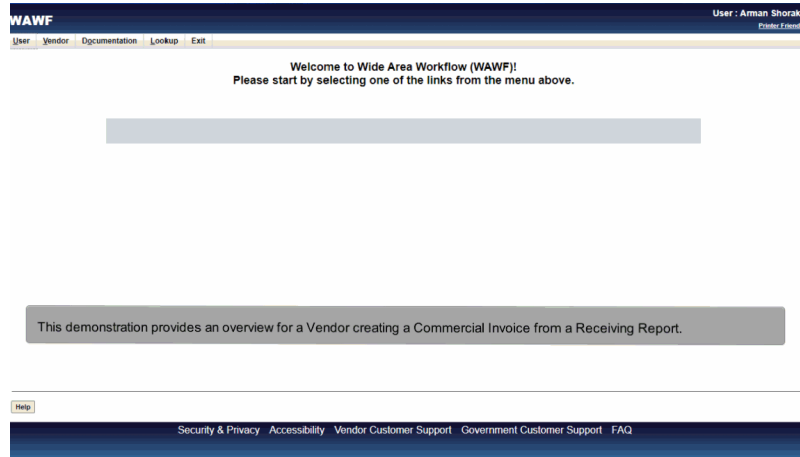 User : Arman Shorak
WAWF
Printer Friend
User Vendor Documentation Lookup Exit
Welcome to Wide Area Workflow (WAWF)!
Please start by selecting one of the links from the menu above.
This demonstration provides an overview for a Vendor creating a Commercial Invoice from a Receiving Report.
Help
Security & Privacy Accessibility Vendor Customer Support Government Customer Support FAQ